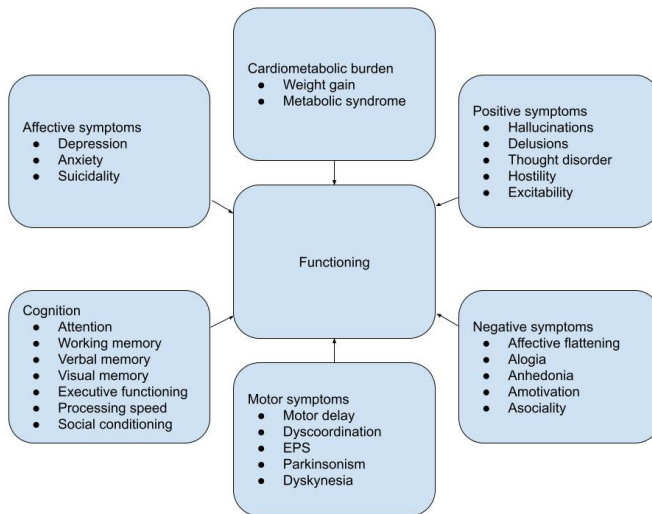 Cardiometabolic burden
● Weight gain
● Metabolic syndrome
Affective symptoms
● Depression
● Anxiety
● Suicidality
Positive symptoms
● Hallucinations
● Delusions
● Thought disorder
● Hostility
● Excitability
Functioning
Cognition
● Attention
● Working memory
● Verbal memory
● Visual memory
● Executive functioning
● Processing speed
● Social conditioning
Motor symptoms
● Motor delay
● Dyscoordination
● EPS
● Parkinsonism
● Dyskynesia
Negative symptoms
● Affective flattening
● Alogia
● Anhedonia
● Amotivation
● Asociality